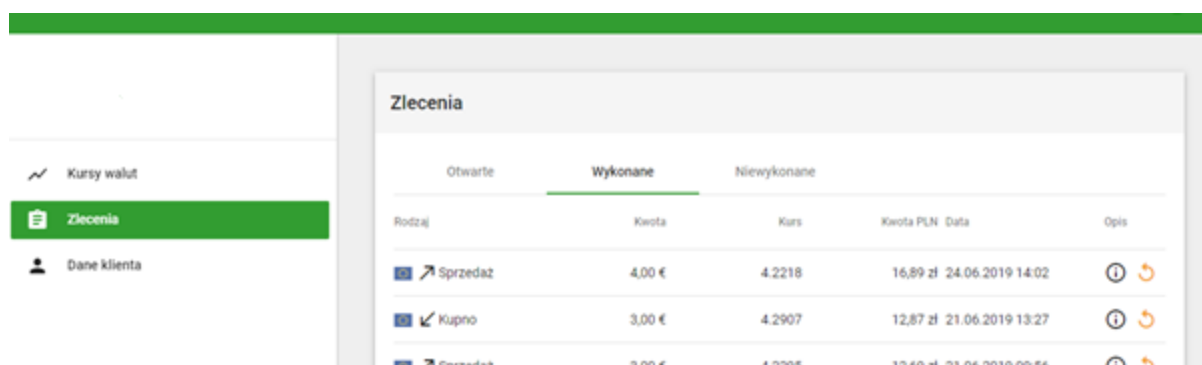 Zlecenia
Kursy walut
Zlecenia
Dane klienta
Otwarte Wykonane Niewykonane
Rodzaj Kwota Kurs Kwota PLN Data Opis
Sprzedaż 4,00 € 4.2218 16,89 zł 24.06.2019 14:02
Kupno 3,00 € 4.2907 12,87 zł 21.06.2019 13:27
Sprzedaż